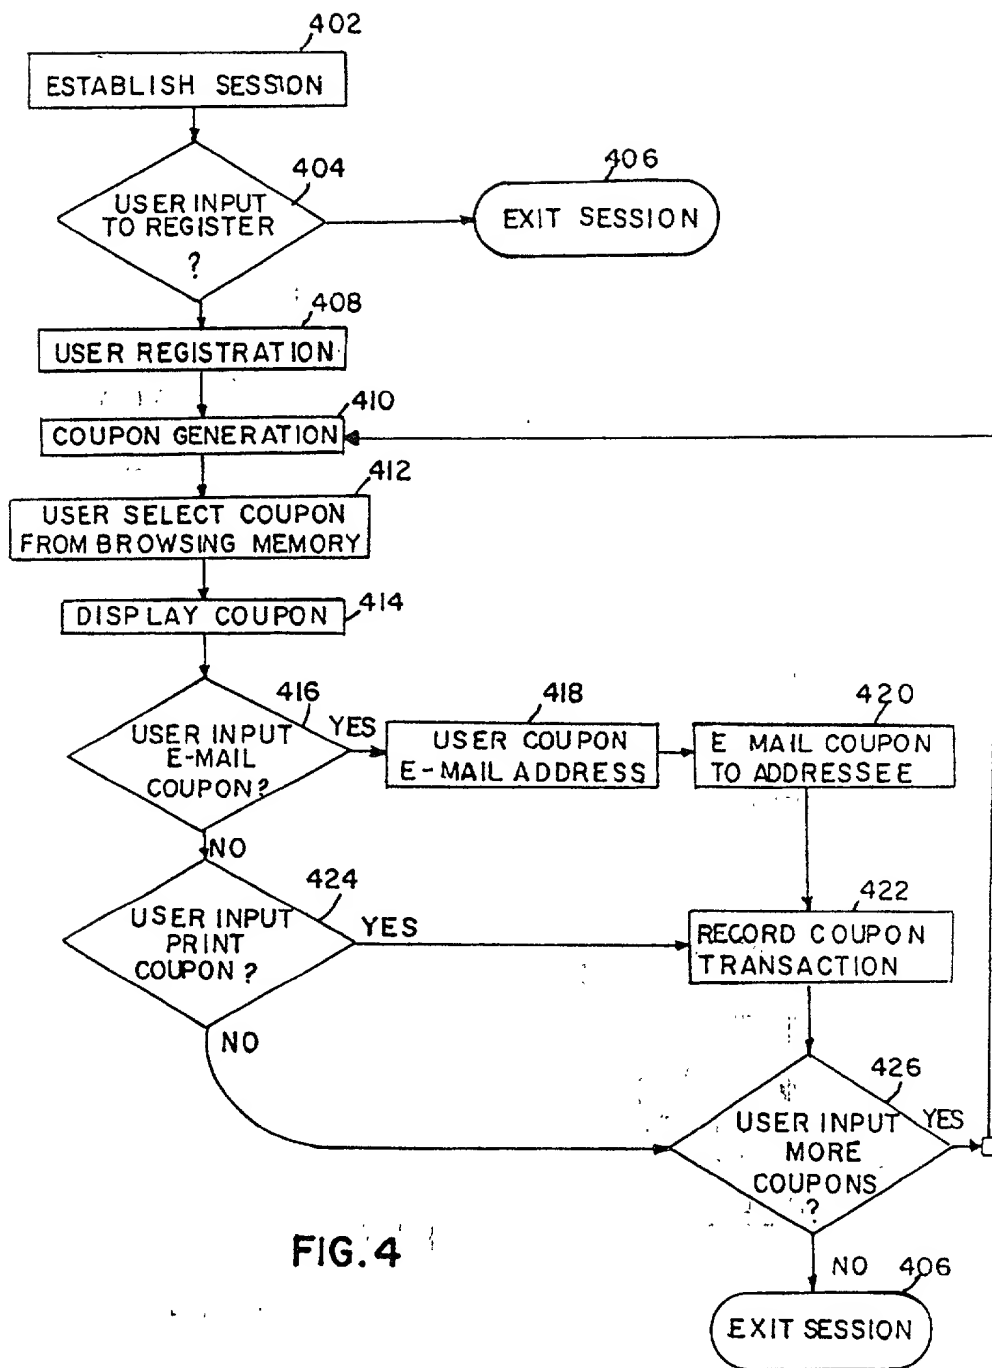 402
ESTABLISH SESSION
404
USER INPUT
TO REGISTER
?
406
EXIT SESSION
408
USER REGISTRATION
410
COUPON GENERATION
412
USER SELECT COUPON
FROM BROWSING MEMORY
DISPLAY COUPON
414
416
USER INPUT
E-MAIL
COUPON?
YES
418
USER COUPON
E-MAIL ADDRESS
420
E MAIL COUPON
TO ADDRESSEE
NO
424
USER INPUT
PRINT
COUPON?
YES
422
RECORD COUPON
TRANSACTION
NO
426
USER INPUT
MORE
COUPONS
?
YES
FIG. 4
NO
406
EXIT SESSION